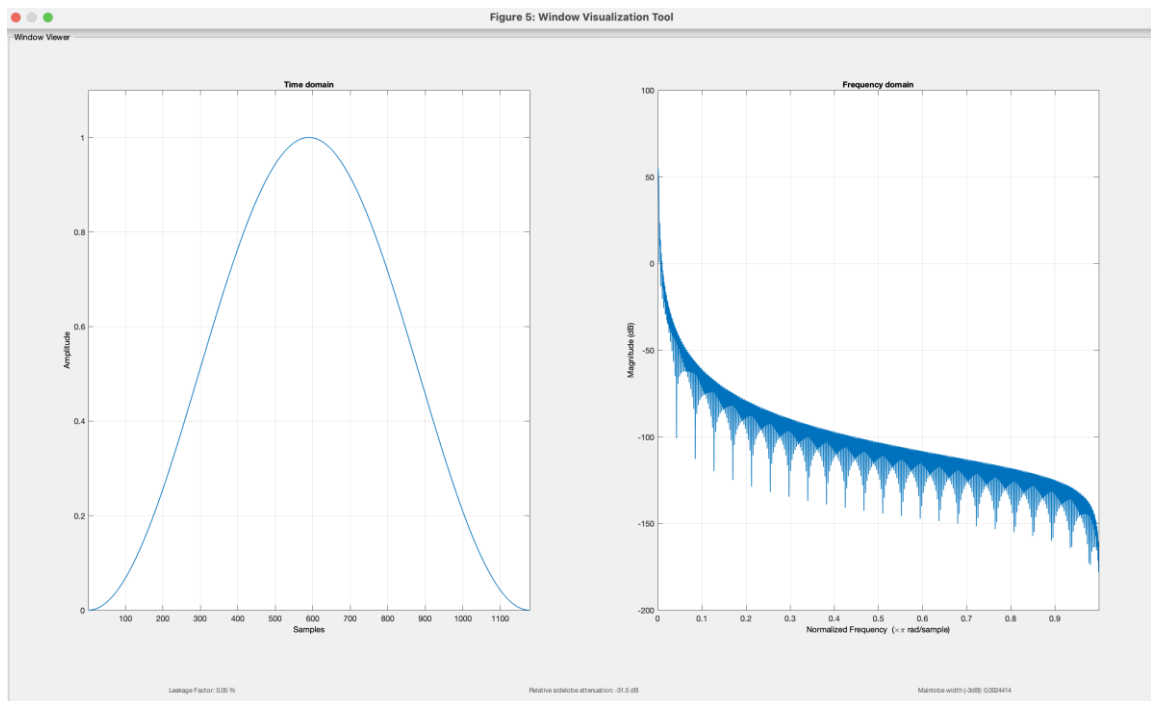 Figure 5: Window Visualization Tool
Window Viewer
Time domain
1
0.8
0.6
0.4
0.2
0
Amplitude
100 200 300 400 500 600 700 800 900 1000 1100
Samples
Frequency domain
100
50
0
-50
-100
-150
-200
Magnitude (dB)
0 0.1 0.2 0.3 0.4 0.5 0.6 0.7 0.8 0.9
Normalized Frequency (×π rad/sample)
Leakage Factor: 0.05 %
Relative sidelobe attenuation: -31.5 dB
Mainlobe width (-3dB): 0.0024414